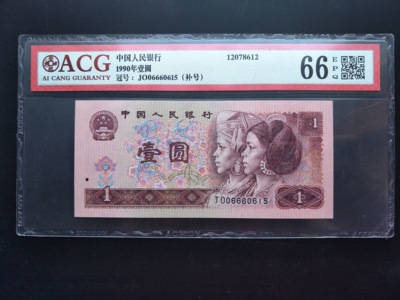 ACG
AI CANG GUARANTY
中国人民银行
1990年壹圆
冠号：JO06660615（补号）
12078612
66 EPQ
中国人民银行
壹圆
1
1
1
JO06660615